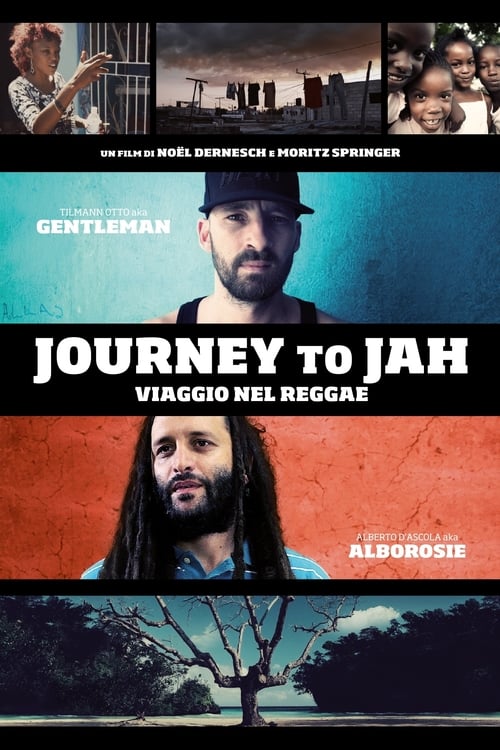 UN FILM DI NOËL DERNESCH E MORITZ SPRINGER
TILMANN OTTO aka
GENTLEMAN
JOURNEY TO JAH
VIAGGIO NEL REGGAE
ALBERTO D'ASCOLA aka
ALBOROSIE